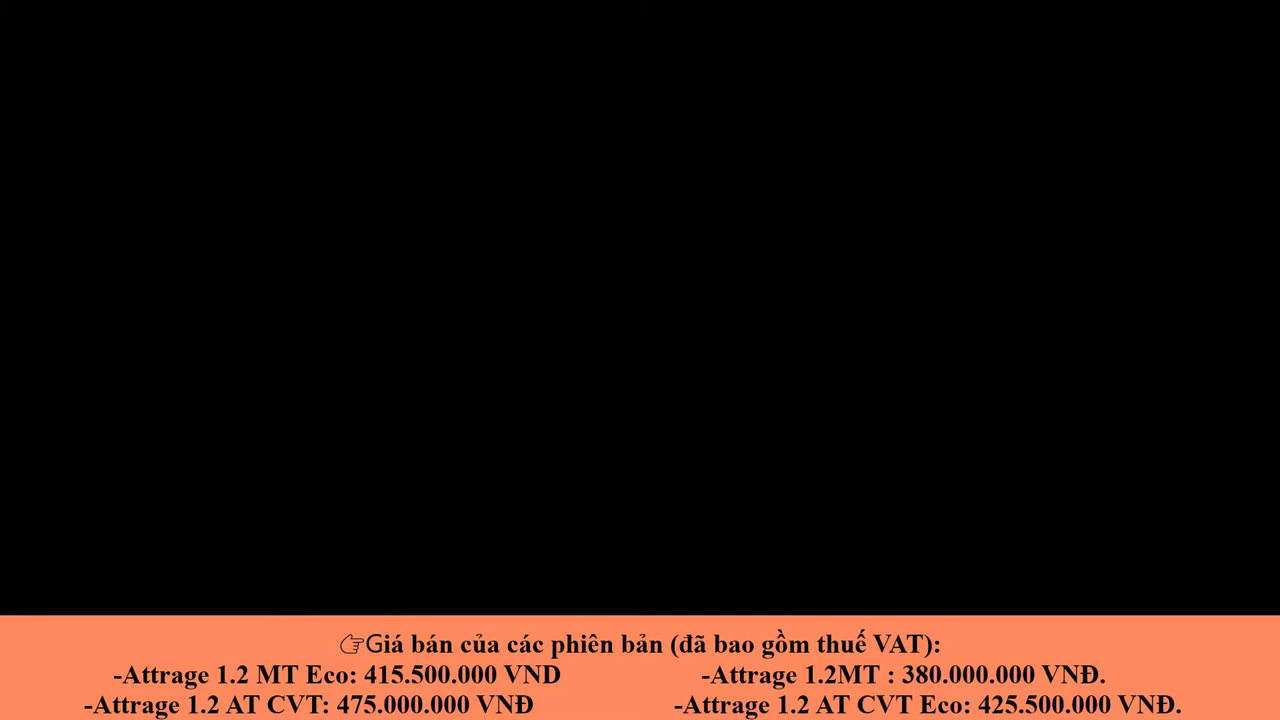 👉Giá bán của các phiên bản (đã bao gồm thuế VAT):
-Attrage 1.2 MT Eco: 415.500.000 VND -Attrage 1.2MT : 380.000.000 VNĐ.
-Attrage 1.2 AT CVT: 475.000.000 VNĐ -Attrage 1.2 AT CVT Eco: 425.500.000 VNĐ.